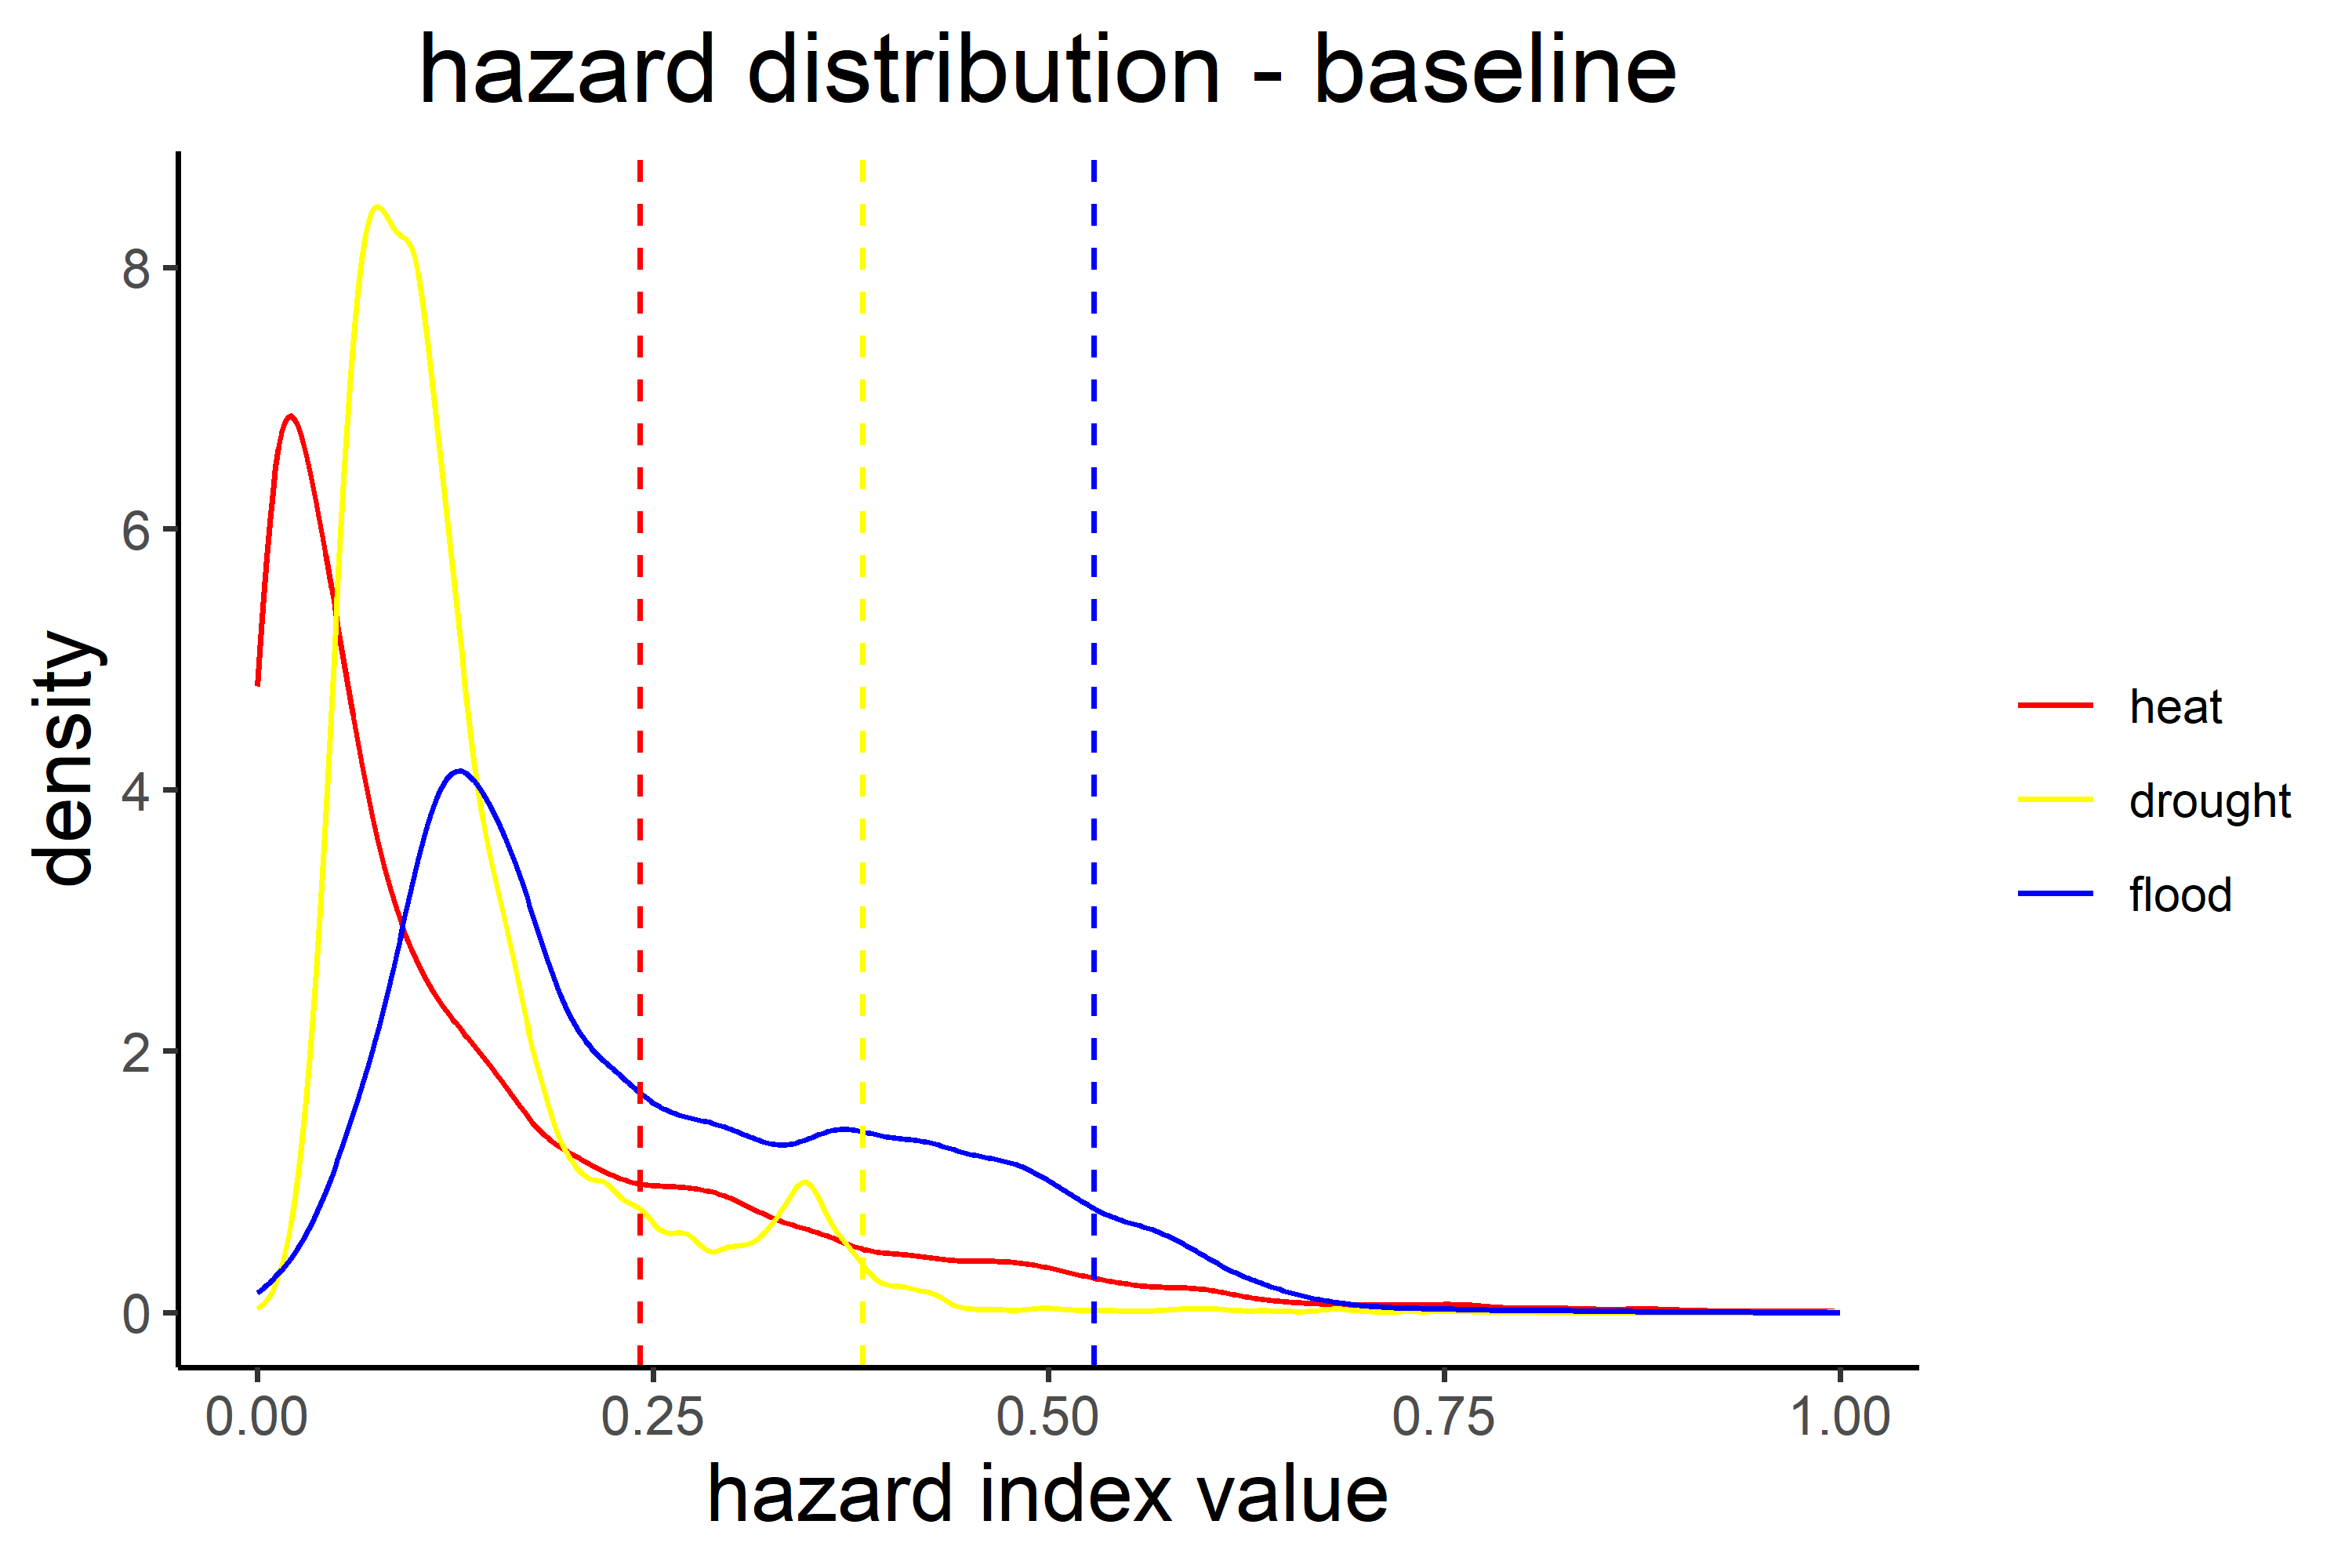 hazard distribution - baseline
density
8
6
4
2
0
0.00 0.25 0.50 0.75 1.00
hazard index value
heat
drought
flood